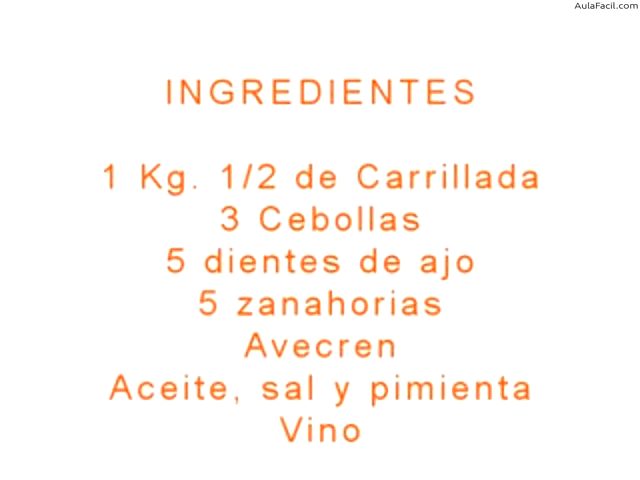 AulaFacil.com
INGREDIENTES
1 Kg. 1/2 de Carrillada
3 Cebollas
5 dientes de ajo
5 zanahorias
Avecren
Aceite, sal y pimienta
Vino